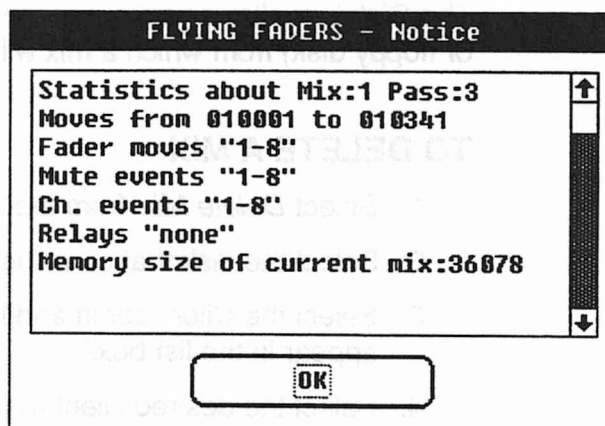 FLYING FADERS - Notice
Statistics about Mix:1 Pass:3
Moves from 010001 to 010341
Fader moves "1-8"
Mute events "1-8"
Ch. events "1-8"
Relays "none"
Memory size of current mix:36078
OK